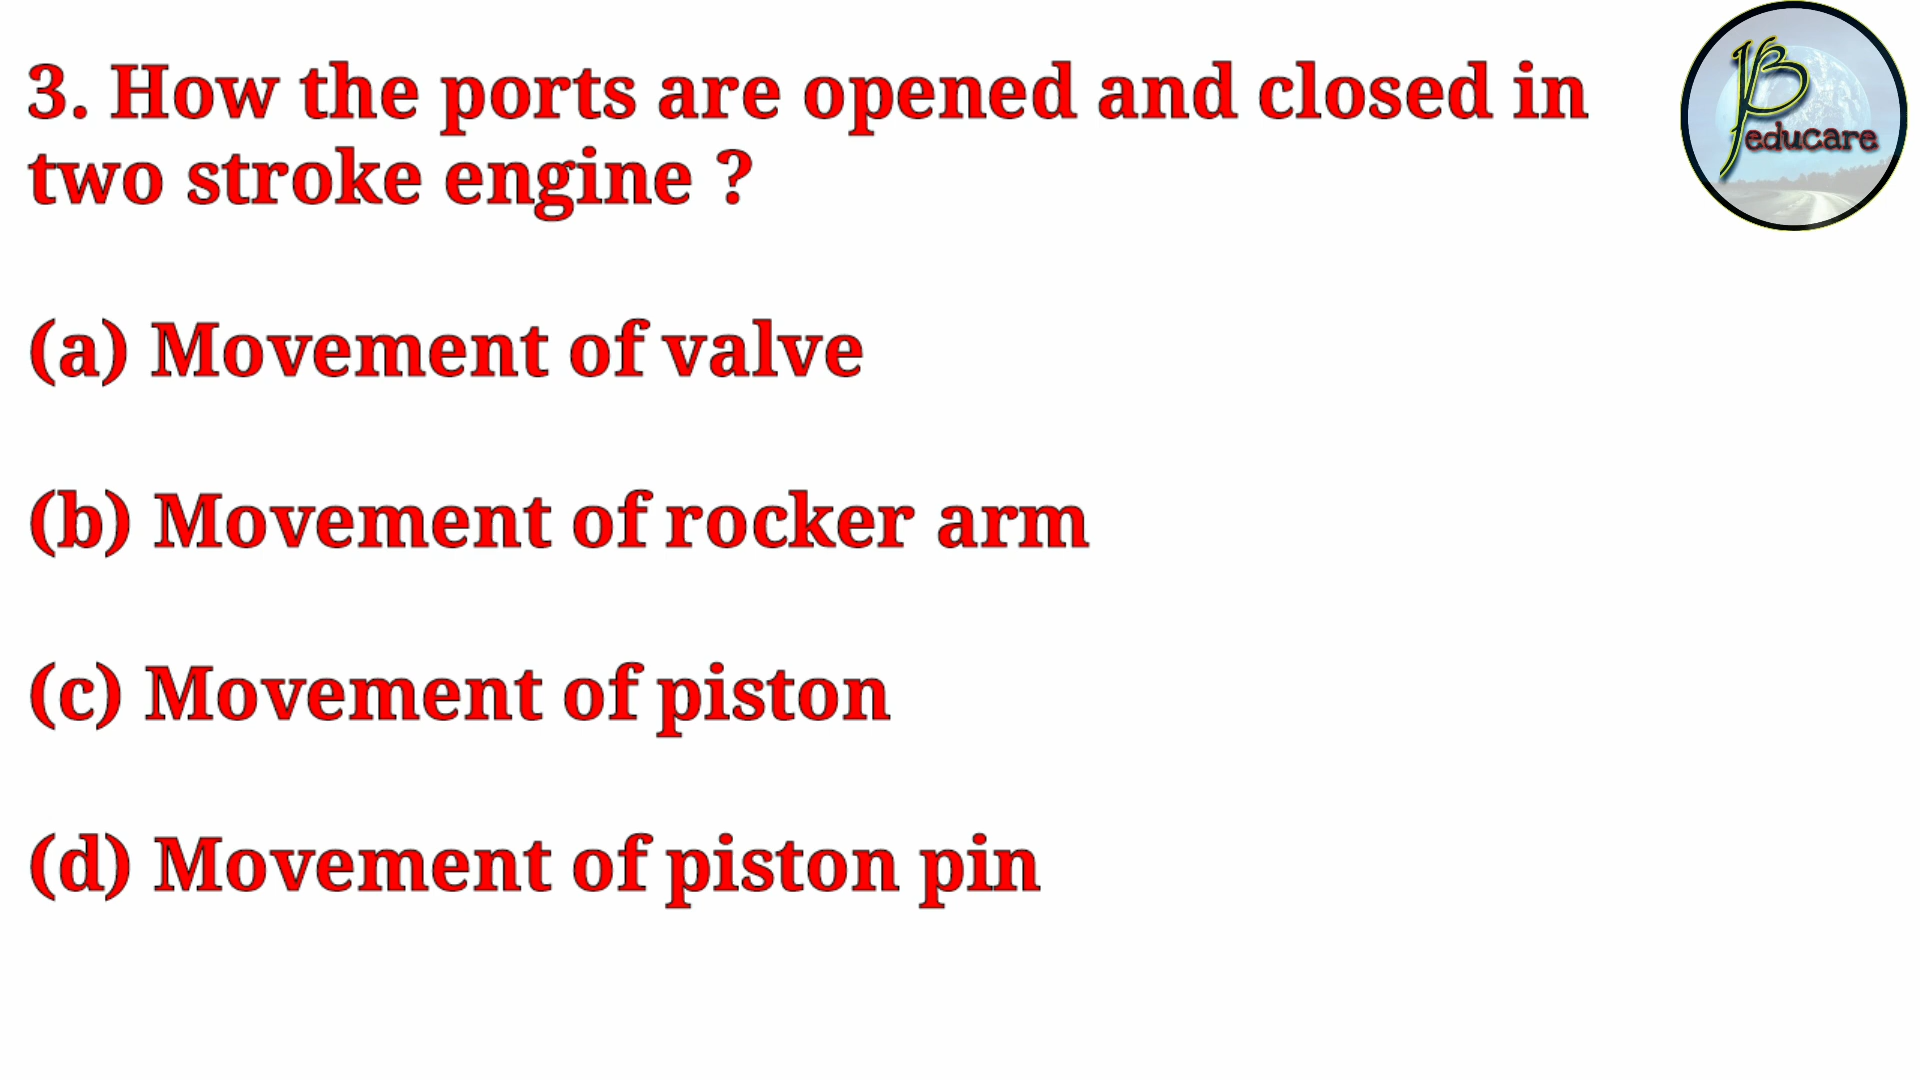 3. How the ports are opened and closed in
two stroke engine ?
(a) Movement of valve
(b) Movement of rocker arm
(c) Movement of piston
(d) Movement of piston pin
educare